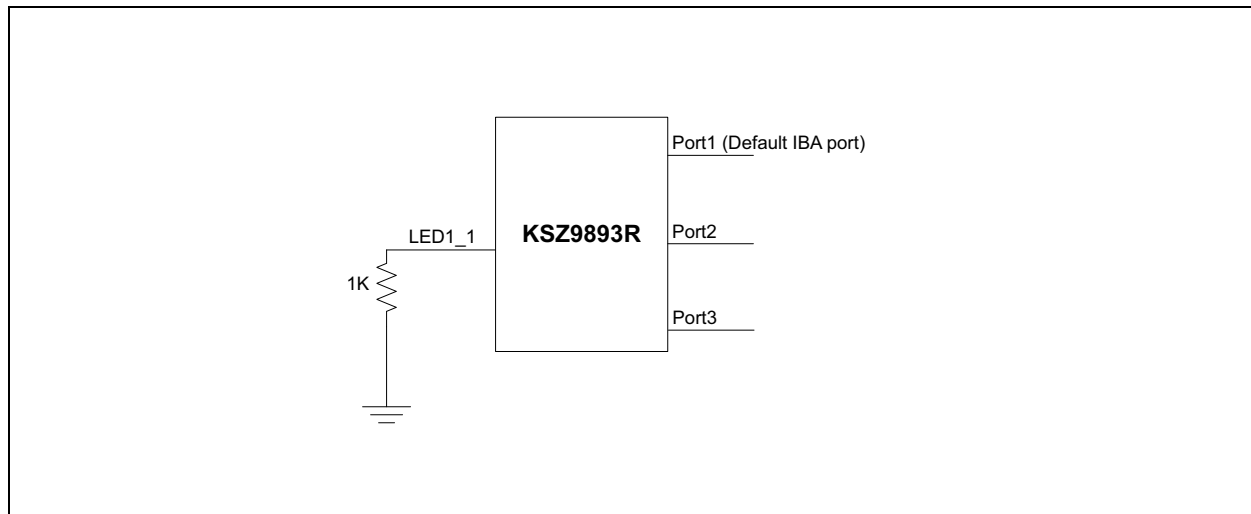 Port1 (Default IBA port)
LED1_1
KSZ9893R
Port2
1K
Port3